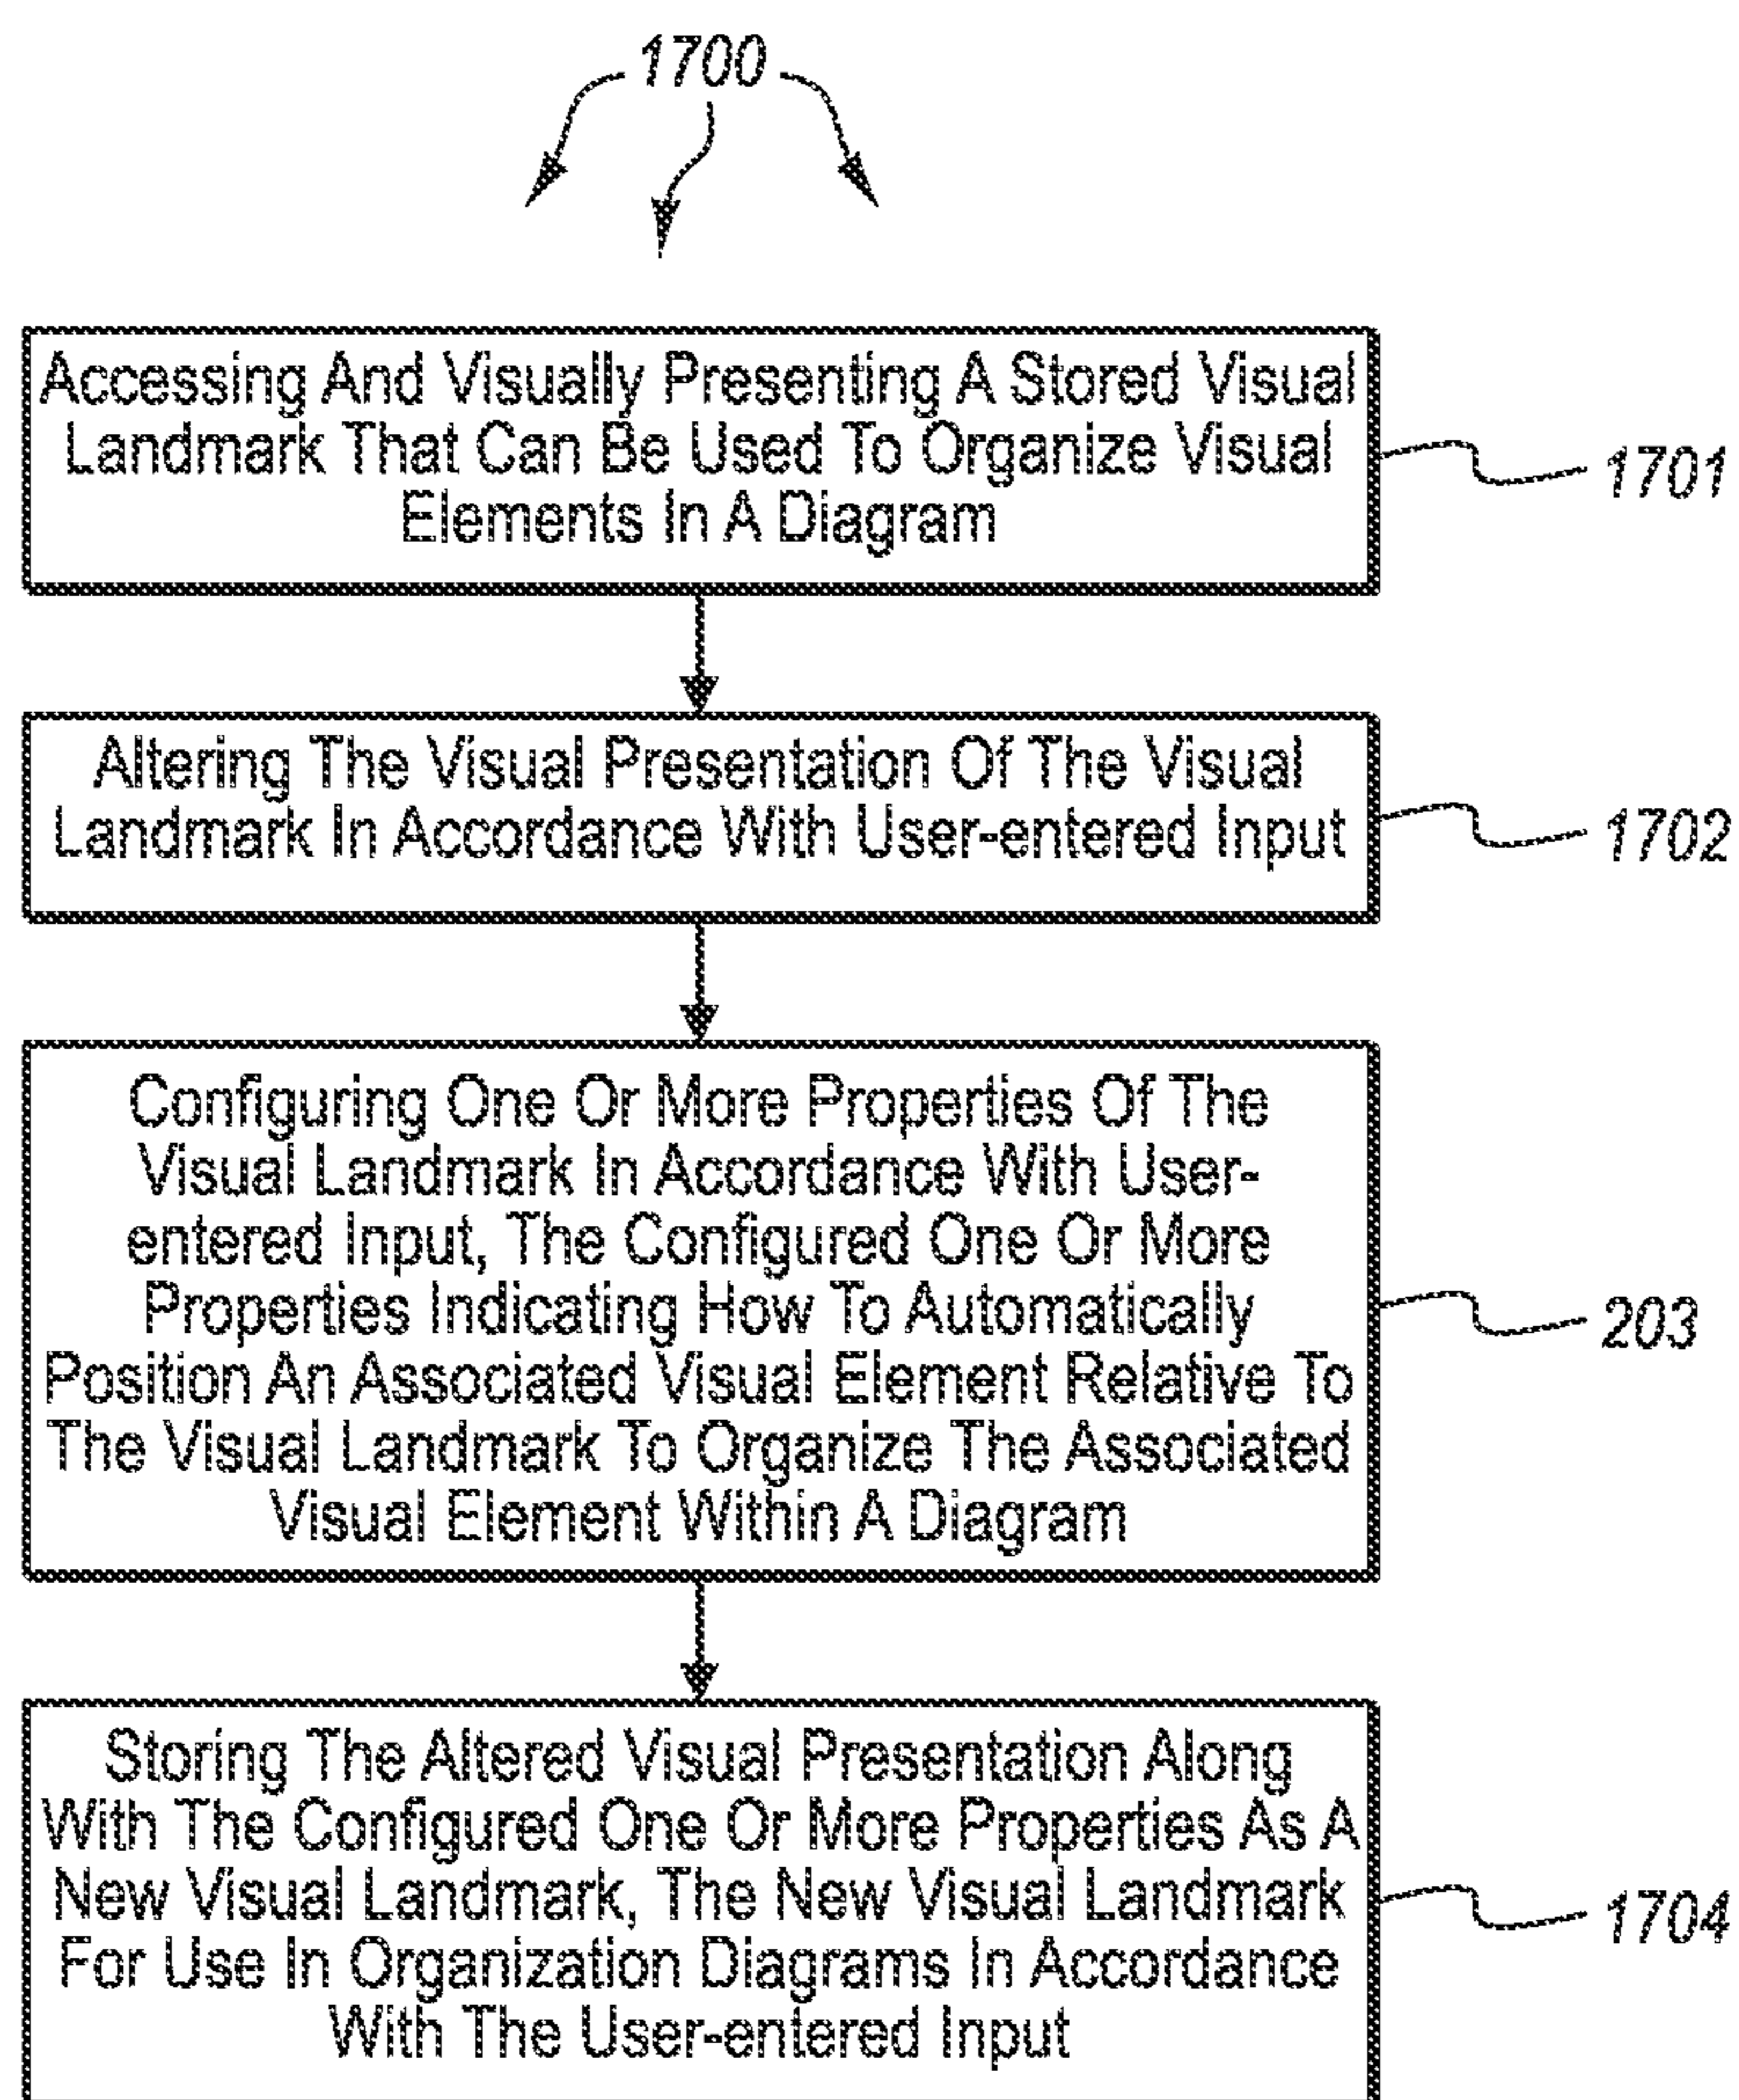 1700
Accessing And Visually Presenting A Stored Visual
Landmark That Can Be Used To Organize Visual
Elements In A Diagram
1701
Altering The Visual Presentation Of The Visual
Landmark In Accordance With User-entered Input
1702
Configuring One Or More Properties Of The
Visual Landmark In Accordance With User-
entered Input, The Configured One Or More
Properties Indicating How To Automatically
Position An Associated Visual Element Relative To
The Visual Landmark To Organize The Associated
Visual Element Within A Diagram
203
Storing The Altered Visual Presentation Along
With The Configured One Or More Properties As A
New Visual Landmark, The New Visual Landmark
For Use In Organization Diagrams In Accordance
With The User-entered Input
1704